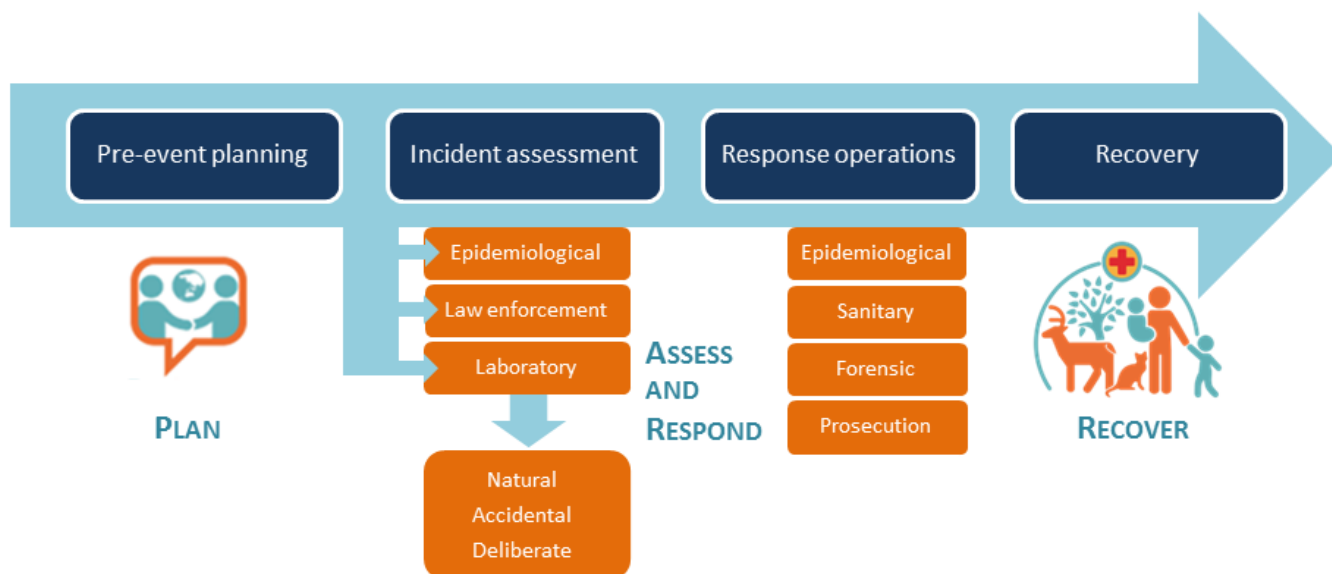 Pre-event planning
Incident assessment
Response operations
Recovery
Epidemiological
Law enforcement
Laboratory
Natural
Accidental
Deliberate
Epidemiological
Sanitary
Forensic
Prosecution
PLAN
ASSESS
AND
RESPOND
RECOVER